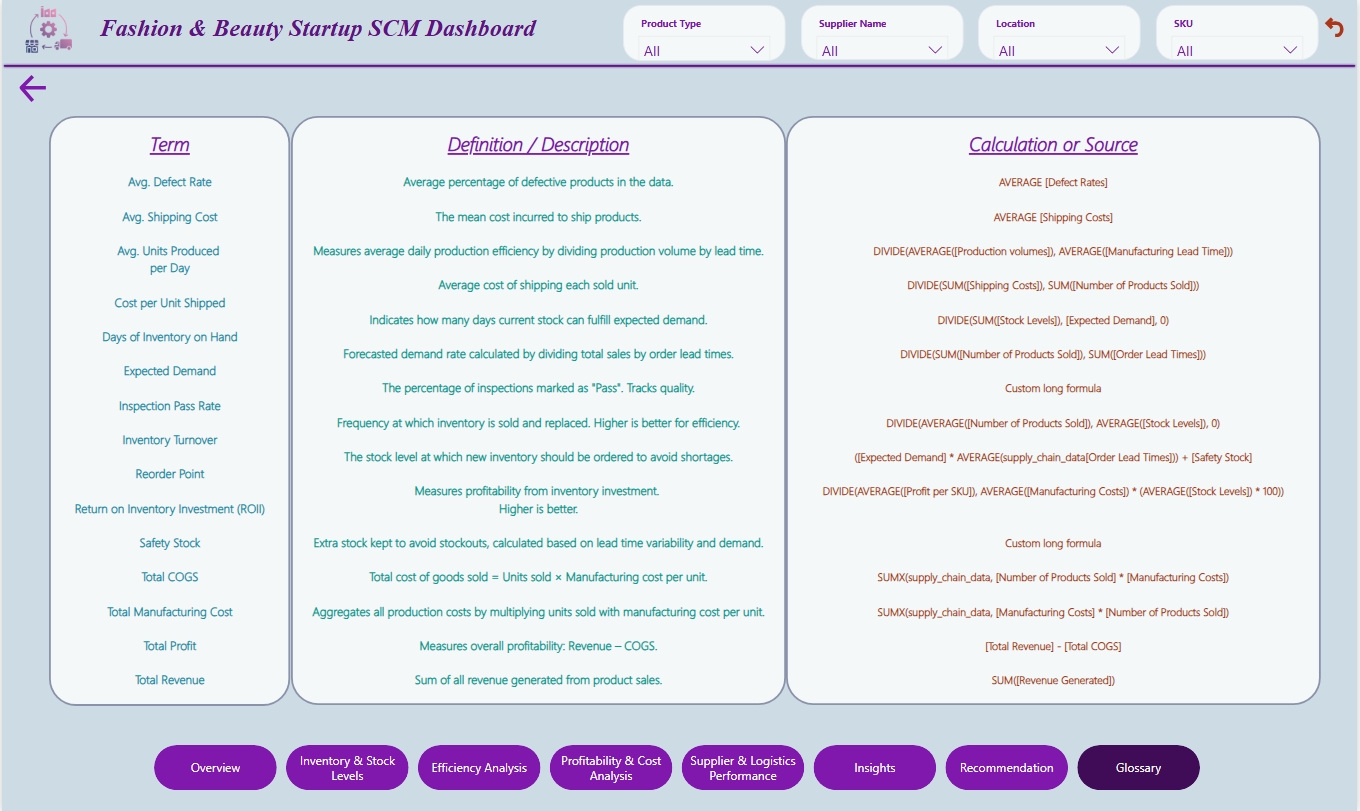 Fashion & Beauty Startup SCM Dashboard
Product Type
All
Supplier Name
All
Location
All
SKU
All
Term
Avg. Defect Rate
Avg. Shipping Cost
Avg. Units Produced
per Day
Cost per Unit Shipped
Days of Inventory on Hand
Expected Demand
Inspection Pass Rate
Inventory Turnover
Reorder Point
Return on Inventory Investment (ROII)
Safety Stock
Total COGS
Total Manufacturing Cost
Total Profit
Total Revenue
Definition / Description
Average percentage of defective products in the data.
The mean cost incurred to ship products.
Measures average daily production efficiency by dividing production volume by lead time.
Average cost of shipping each sold unit.
Indicates how many days current stock can fulfill expected demand.
Forecasted demand rate calculated by dividing total sales by order lead times.
The percentage of inspections marked as "Pass". Tracks quality.
Frequency at which inventory is sold and replaced. Higher is better for efficiency.
The stock level at which new inventory should be ordered to avoid shortages.
Measures profitability from inventory investment.
Higher is better.
Extra stock kept to avoid stockouts, calculated based on lead time variability and demand.
Total cost of goods sold = Units sold × Manufacturing cost per unit.
Aggregates all production costs by multiplying units sold with manufacturing cost per unit.
Measures overall profitability: Revenue – COGS.
Sum of all revenue generated from product sales.
Calculation or Source
AVERAGE [Defect Rates]
AVERAGE [Shipping Costs]
DIVIDE(AVERAGE([Production volumes]), AVERAGE([Manufacturing Lead Time]))
DIVIDE(SUM([Shipping Costs]), SUM([Number of Products Sold]))
DIVIDE(SUM([Stock Levels]), [Expected Demand], 0)
DIVIDE(SUM([Number of Products Sold]), SUM([Order Lead Times]))
Custom long formula
DIVIDE(AVERAGE([Number of Products Sold]), AVERAGE([Stock Levels]), 0)
([Expected Demand] * AVERAGE(supply_chain_data[Order Lead Times])) + [Safety Stock]
DIVIDE(AVERAGE([Profit per SKU]), AVERAGE([Manufacturing Costs]) * (AVERAGE([Stock Levels]) * 100))
Custom long formula
SUMX(supply_chain_data, [Number of Products Sold] * [Manufacturing Costs])
SUMX(supply_chain_data, [Manufacturing Costs] * [Number of Products Sold])
[Total Revenue] - [Total COGS]
SUM([Revenue Generated])
Overview
Inventory & Stock
Levels
Efficiency Analysis
Profitability & Cost
Analysis
Supplier & Logistics
Performance
Insights
Recommendation
Glossary